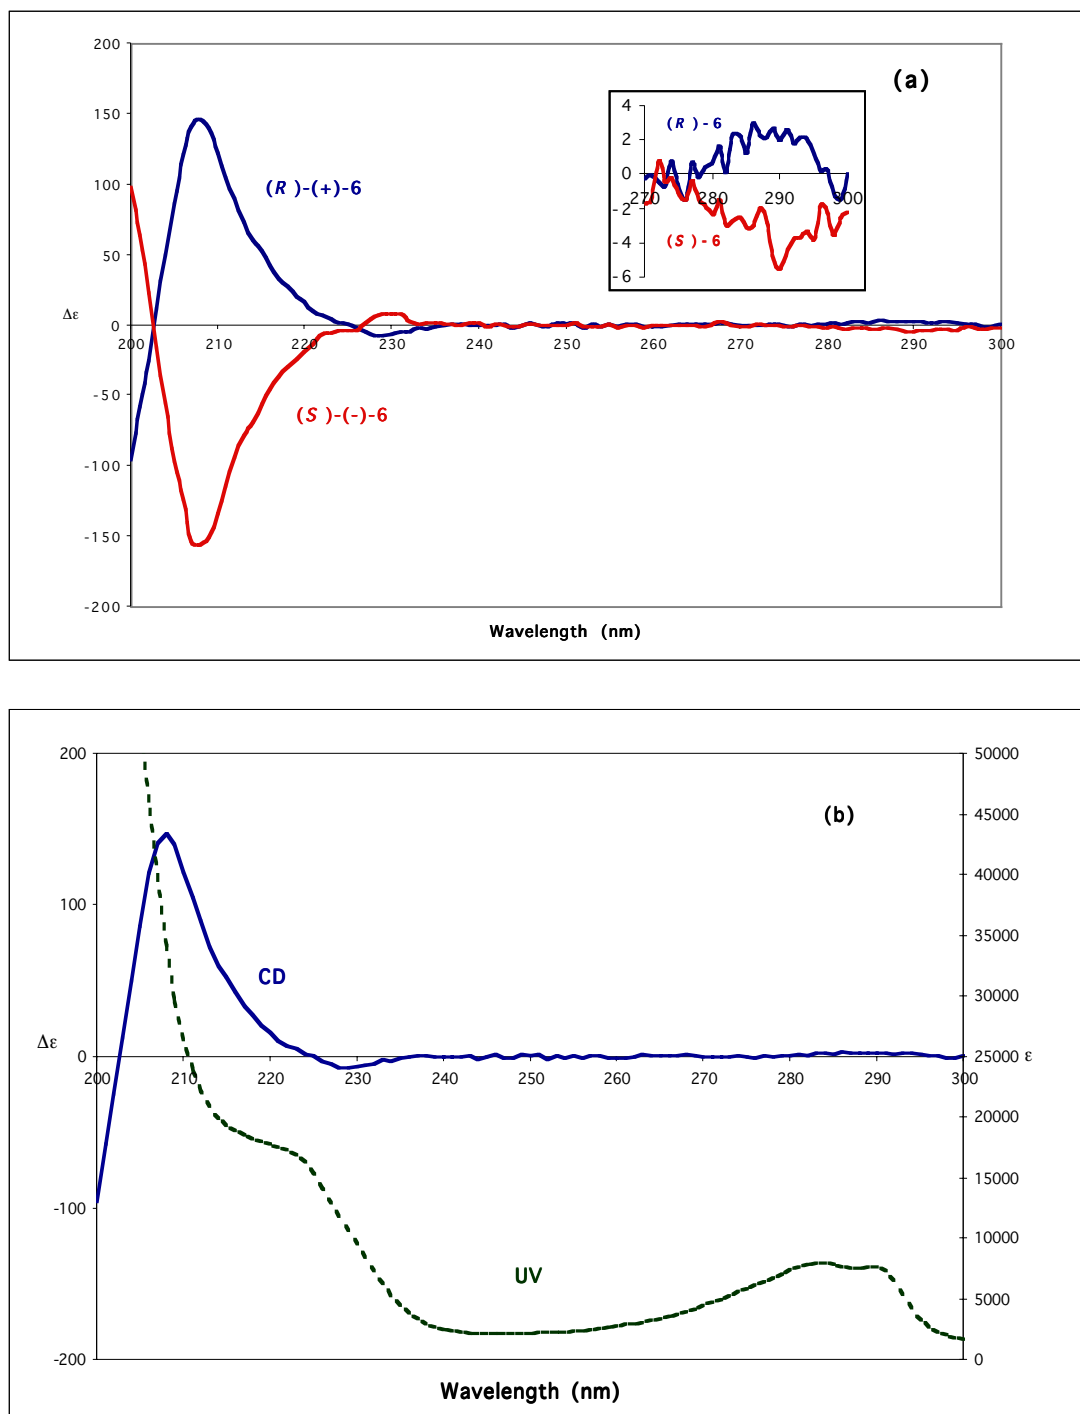 (a)
200
150
100
50
0
-50
-100
-150
-200
Δε
200 210 220 230 240 250 260 270 280 290 300
(R)-(+)-6
(S)-(-)-6
Wavelength (nm)
4
2
0
-2
-4
-6
270 280 290 300
(R)-6
(S)-6
(b)
200
100
0
-100
-200
Δε
200 210 220 230 240 250 260 270 280 290 300
50000
45000
40000
35000
30000
25000 ε
20000
15000
10000
5000
0
CD
UV
Wavelength (nm)